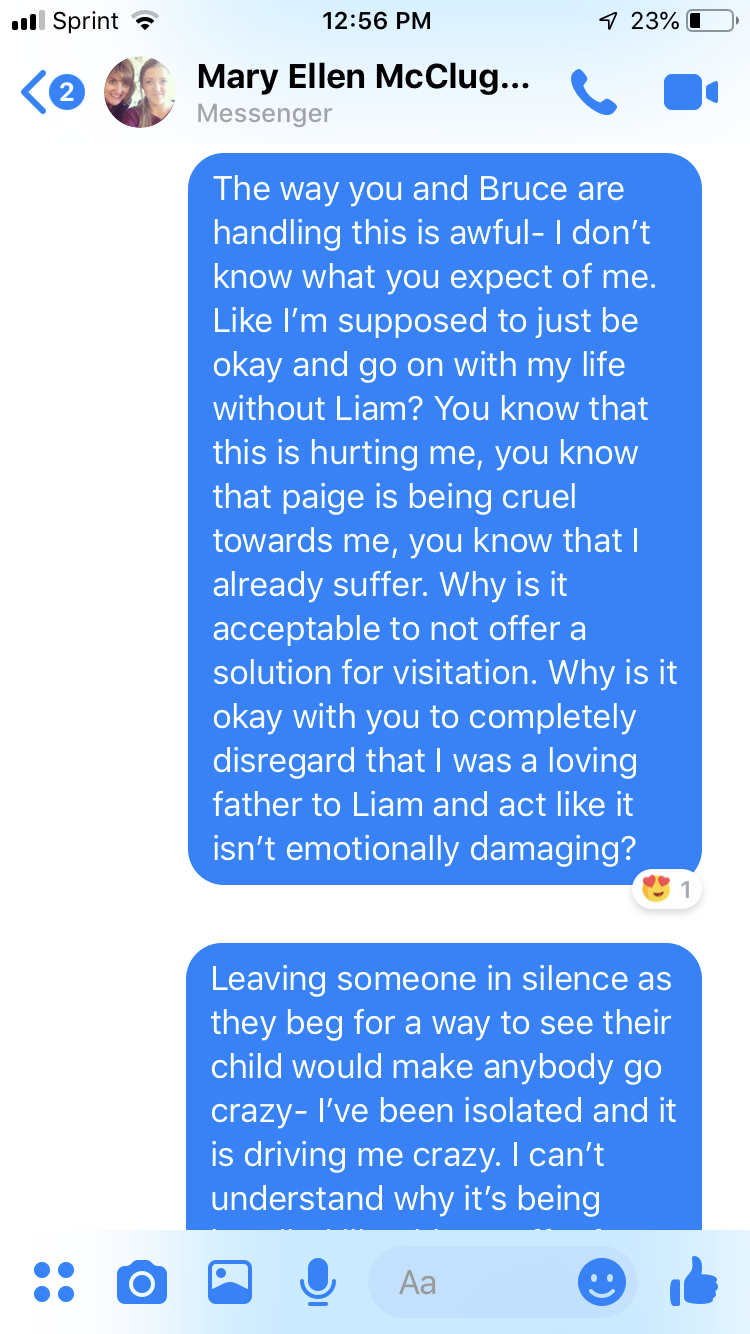 Sprint 12:56 PM 23%
2 Mary Ellen McClug...
Messenger
The way you and Bruce are
handling this is awful- I don’t
know what you expect of me.
Like I’m supposed to just be
okay and go on with my life
without Liam? You know that
this is hurting me, you know
that paige is being cruel
towards me, you know that I
already suffer. Why is it
acceptable to not offer a
solution for visitation. Why is it
okay with you to completely
disregard that I was a loving
father to Liam and act like it
isn’t emotionally damaging?
1
Leaving someone in silence as
they beg for a way to see their
child would make anybody go
crazy- I’ve been isolated and it
is driving me crazy. I can’t
understand why it’s being
Aa